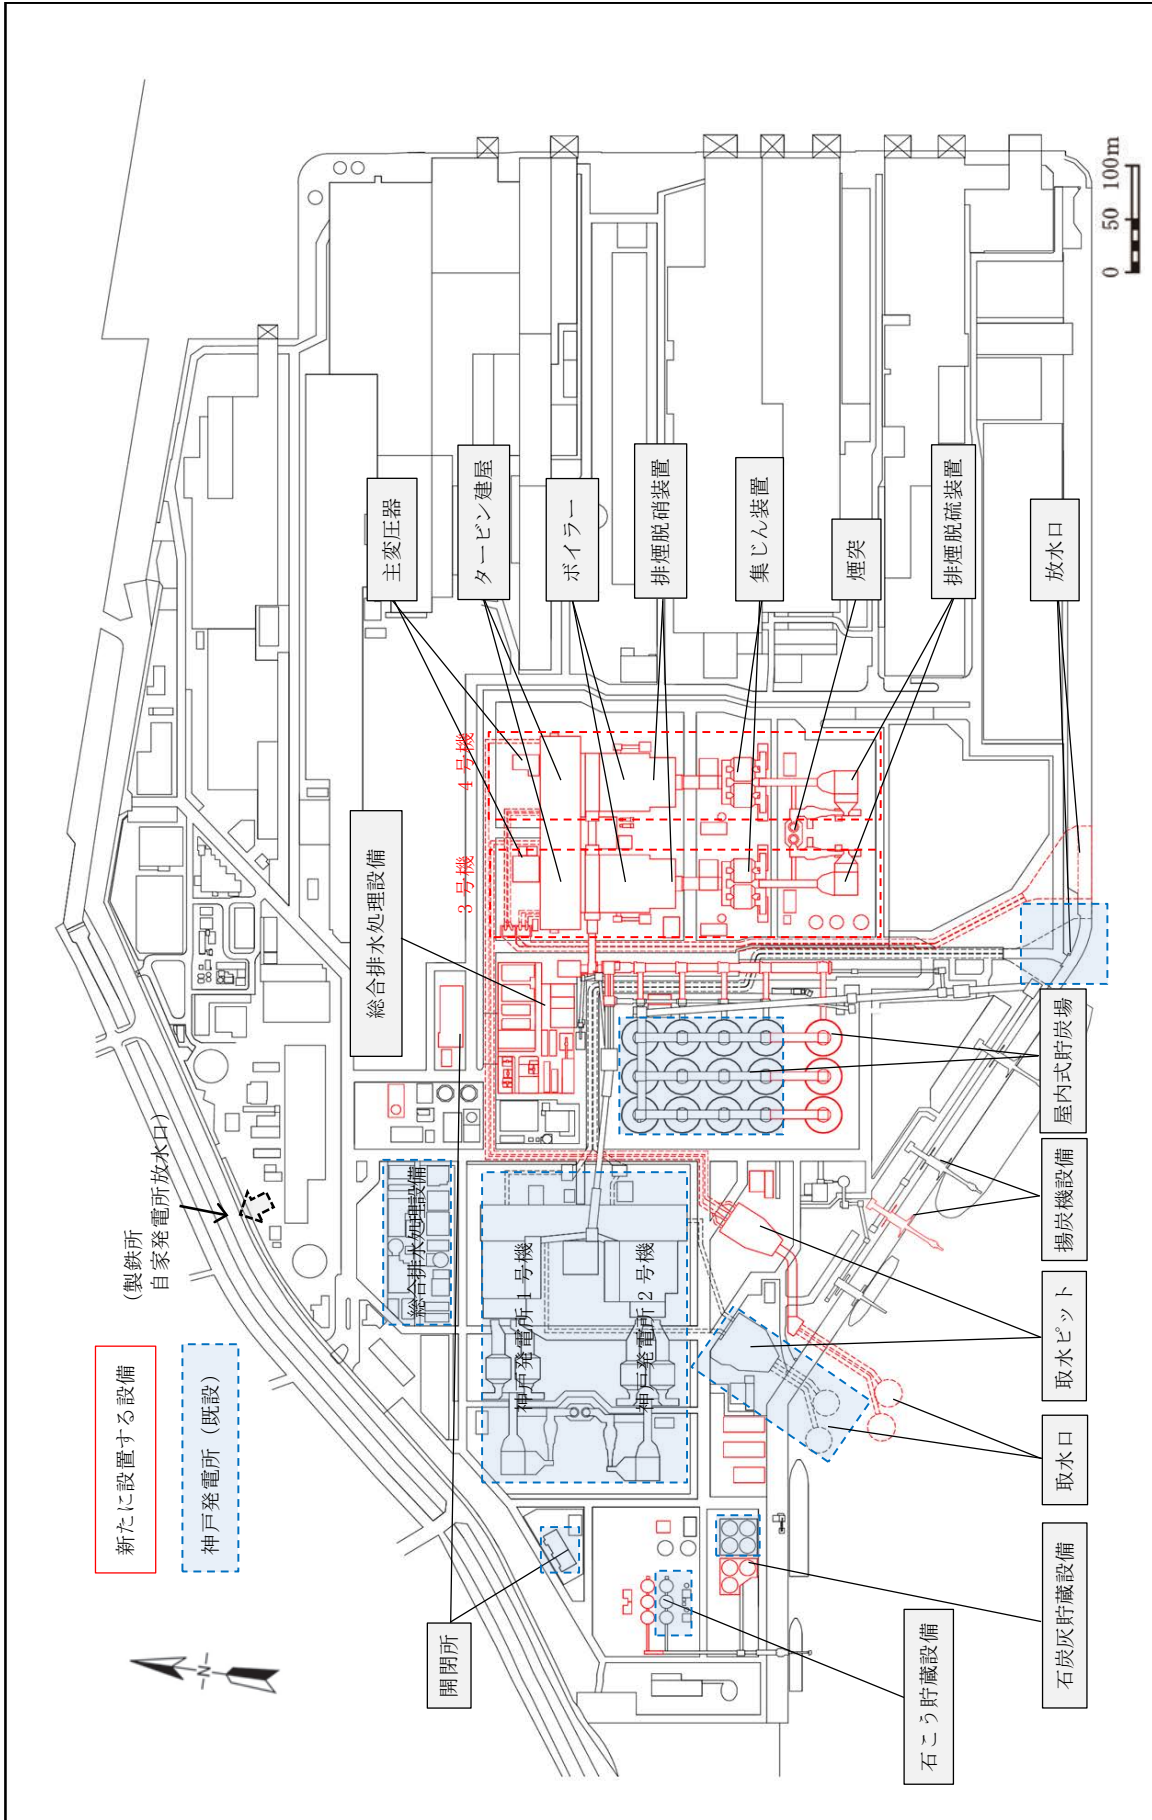 新たに設置する設備
神戸発電所（既設）
(製鉄所
自家発電所放水口)
N
開閉所
総合排水処理設備
総合排水処理設備
3号機
4号機
主変圧器
タービン建屋
ボイラー
排煙脱硝装置
集じん装置
煙突
排煙脱硫装置
放水口
神戸発電所1号機
神戸発電所2号機
石こう貯蔵設備
石炭灰貯蔵設備
取水口
取水ピット
揚炭機設備
屋内式貯炭場
0 50 100m